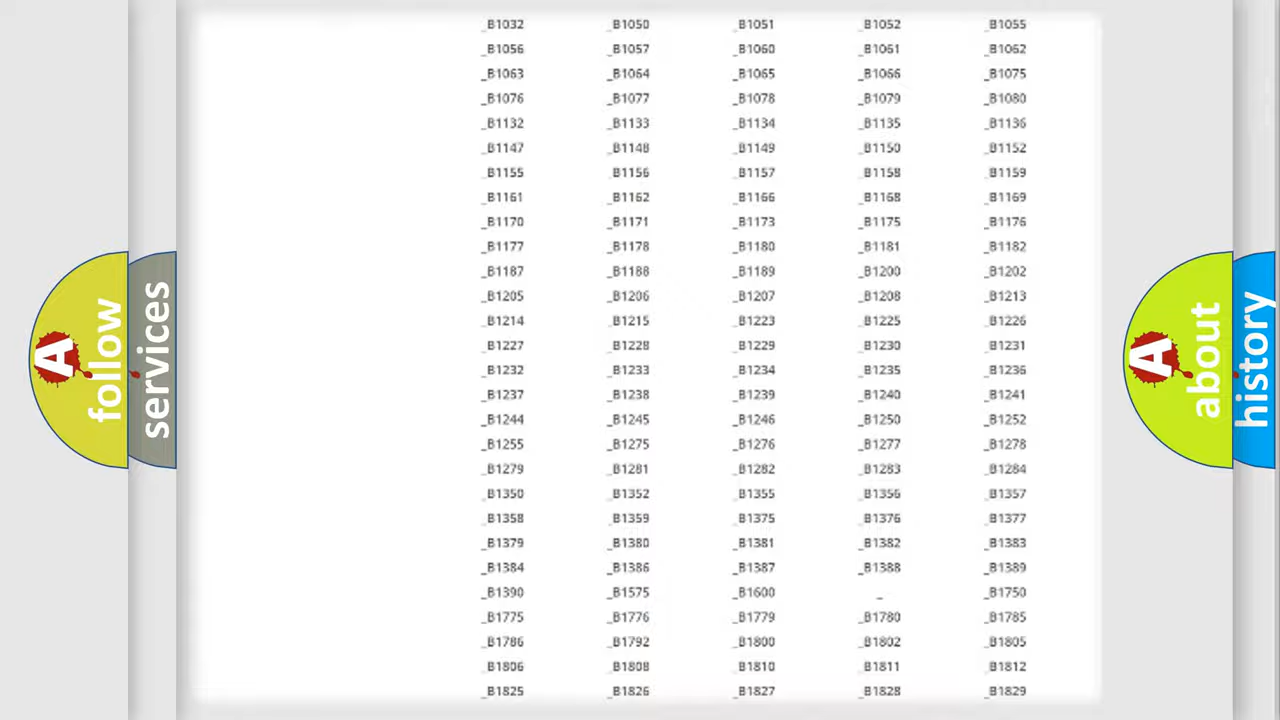 _B1032 _B1050 _B1051 _B1052 _B1055
_B1056 _B1057 _B1060 _B1061 _B1062
_B1063 _B1064 _B1065 _B1066 _B1075
_B1076 _B1077 _B1078 _B1079 _B1080
_B1132 _B1133 _B1134 _B1135 _B1136
_B1147 _B1148 _B1149 _B1150 _B1152
_B1155 _B1156 _B1157 _B1158 _B1159
_B1161 _B1162 _B1166 _B1168 _B1169
_B1170 _B1171 _B1173 _B1175 _B1176
_B1177 _B1178 _B1180 _B1181 _B1182
_B1187 _B1188 _B1189 _B1200 _B1202
_B1205 _B1206 _B1207 _B1208 _B1213
_B1214 _B1215 _B1223 _B1225 _B1226
_B1227 _B1228 _B1229 _B1230 _B1231
_B1232 _B1233 _B1234 _B1235 _B1236
_B1237 _B1238 _B1239 _B1240 _B1241
_B1244 _B1245 _B1246 _B1250 _B1252
_B1255 _B1275 _B1276 _B1277 _B1278
_B1279 _B1281 _B1282 _B1283 _B1284
_B1350 _B1352 _B1355 _B1356 _B1357
_B1358 _B1359 _B1375 _B1376 _B1377
_B1379 _B1380 _B1381 _B1382 _B1383
_B1384 _B1386 _B1387 _B1388 _B1389
_B1390 _B1575 _B1600 _ _B1750
_B1775 _B1776 _B1779 _B1780 _B1785
_B1786 _B1792 _B1800 _B1802 _B1805
_B1806 _B1808 _B1810 _B1811 _B1812
_B1825 _B1826 _B1827 _B1828 _B1829
A
follow
services
A
about
history